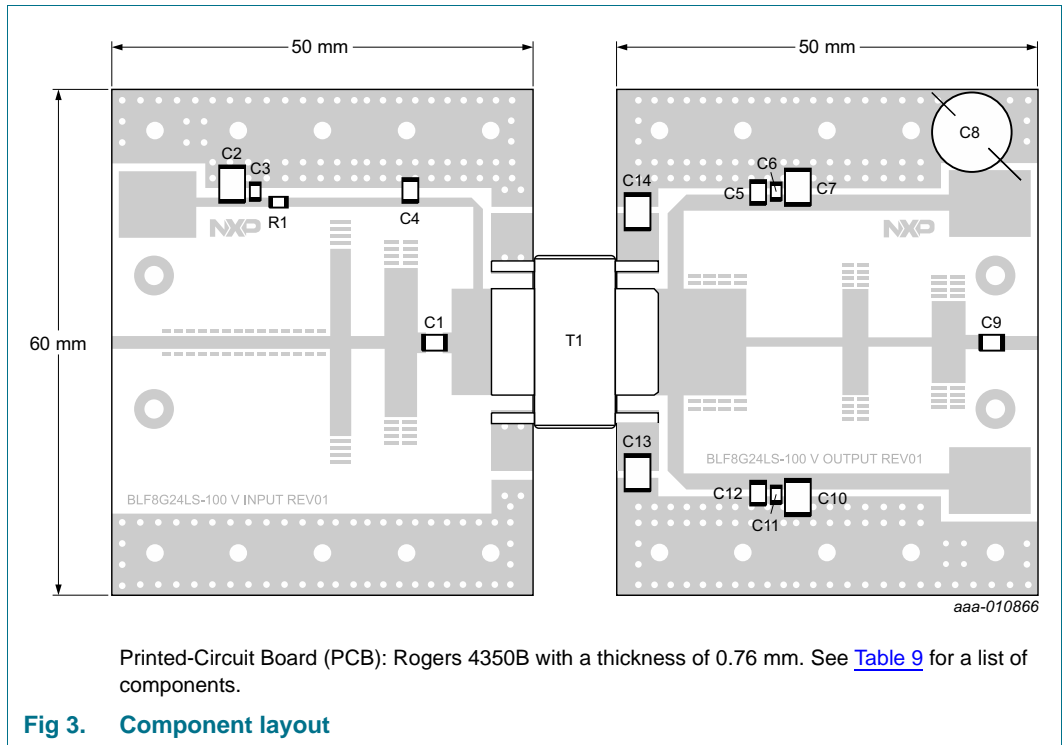 50 mm
50 mm
60 mm
C8
C2
C3
C6
C14
C5
C7
R1
C4
NXP
NXP
C1
T1
C9
C13
BLF8G24LS-100 V OUTPUT REV01
BLF8G24LS-100 V INPUT REV01
C12
C10
C11
aaa-010866
Printed-Circuit Board (PCB): Rogers 4350B with a thickness of 0.76 mm. See Table 9 for a list of
components.
Fig 3. Component layout